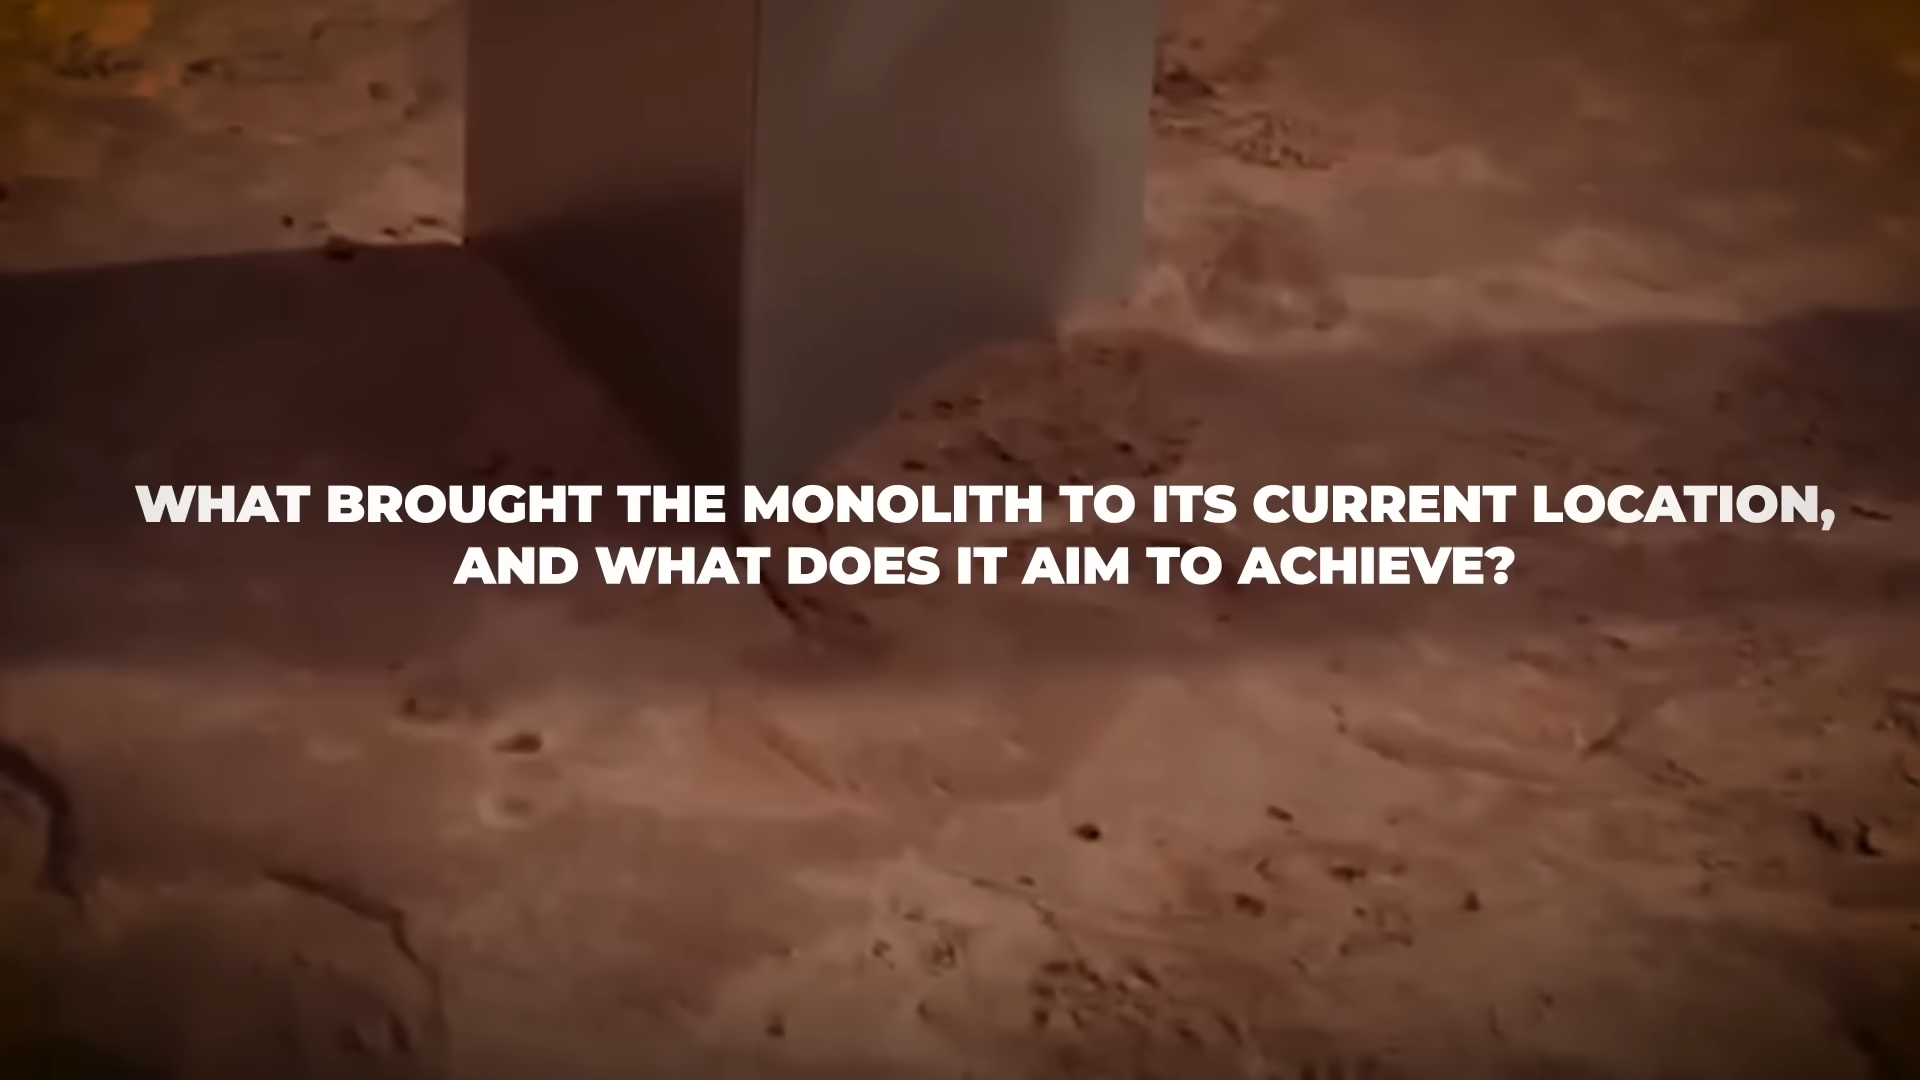 WHAT BROUGHT THE MONOLITH TO ITS CURRENT LOCATION,
AND WHAT DOES IT AIM TO ACHIEVE?